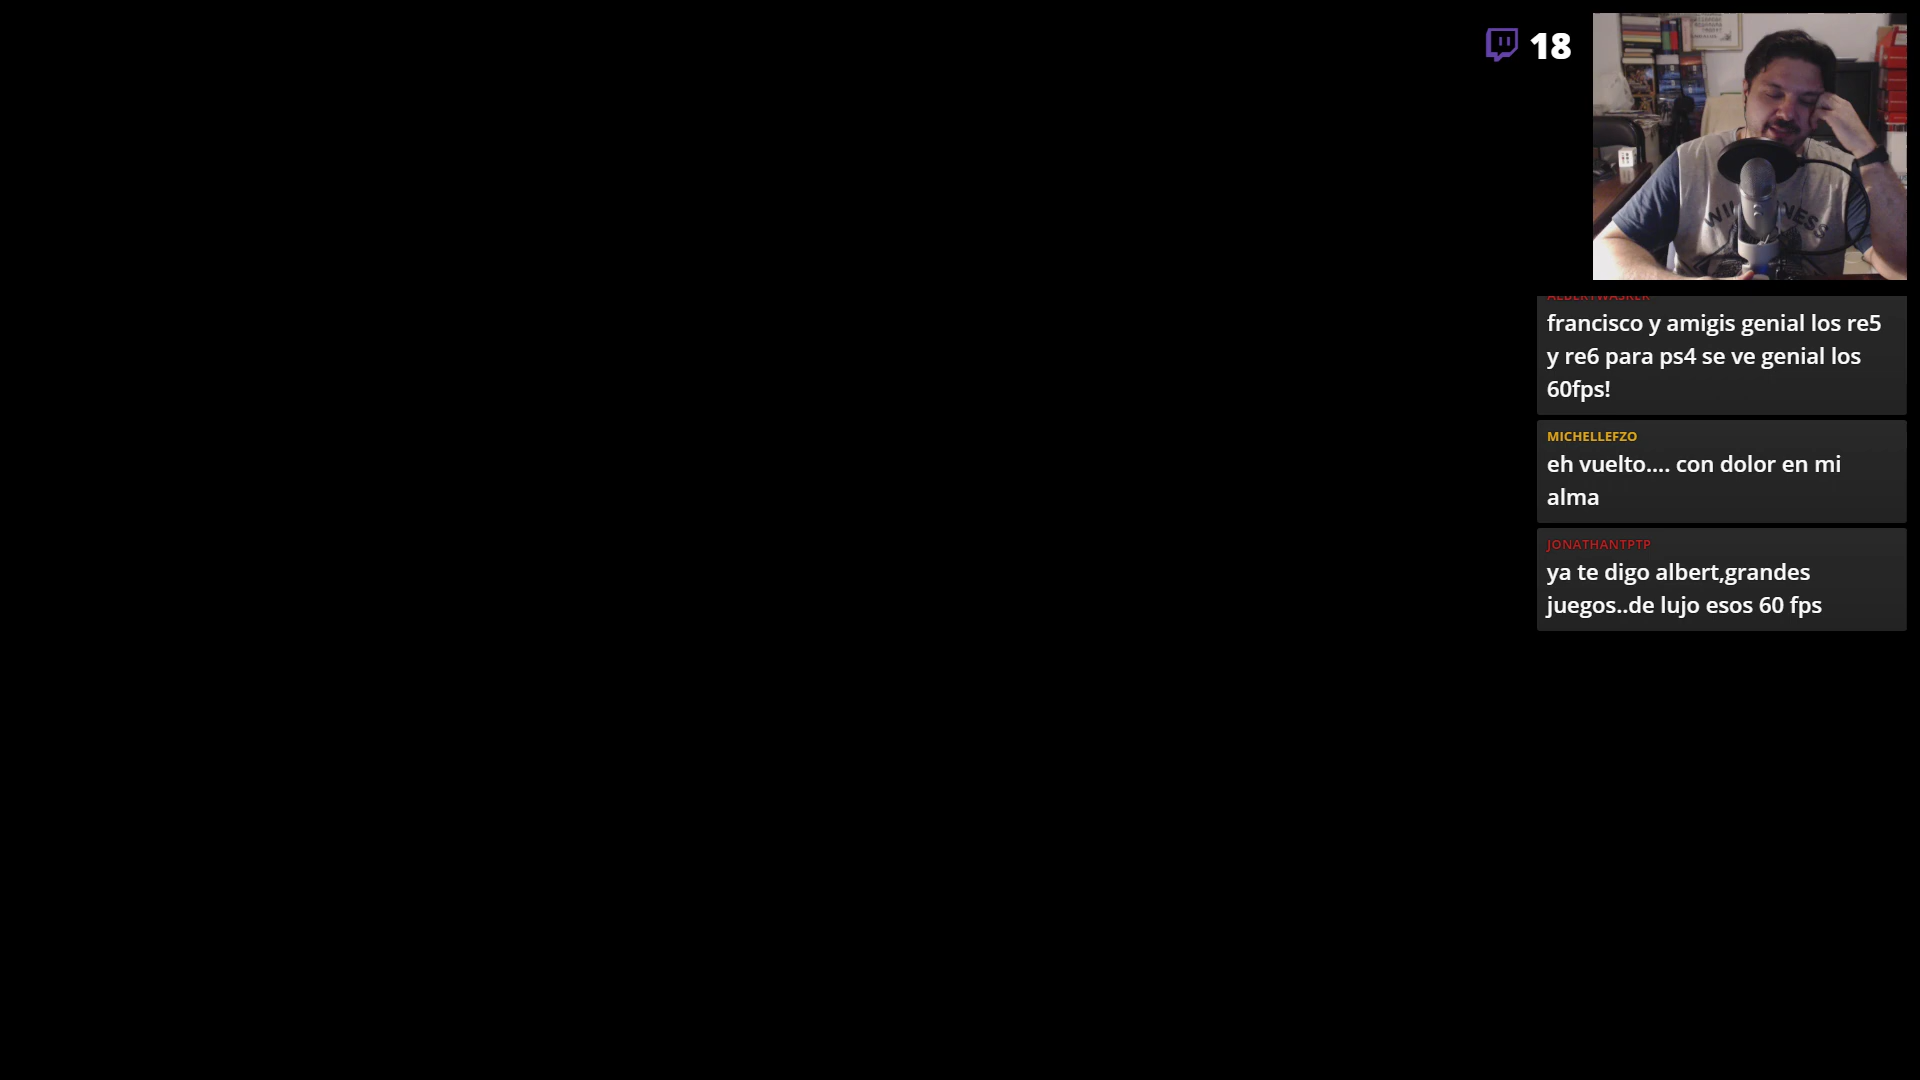 18
francisco y amigis genial los re5
y re6 para ps4 se ve genial los
60fps!
MICHELLEFZO
eh vuelto.... con dolor en mi
alma
JONATHANTPTP
ya te digo albert,grandes
juegos..de lujo esos 60 fps